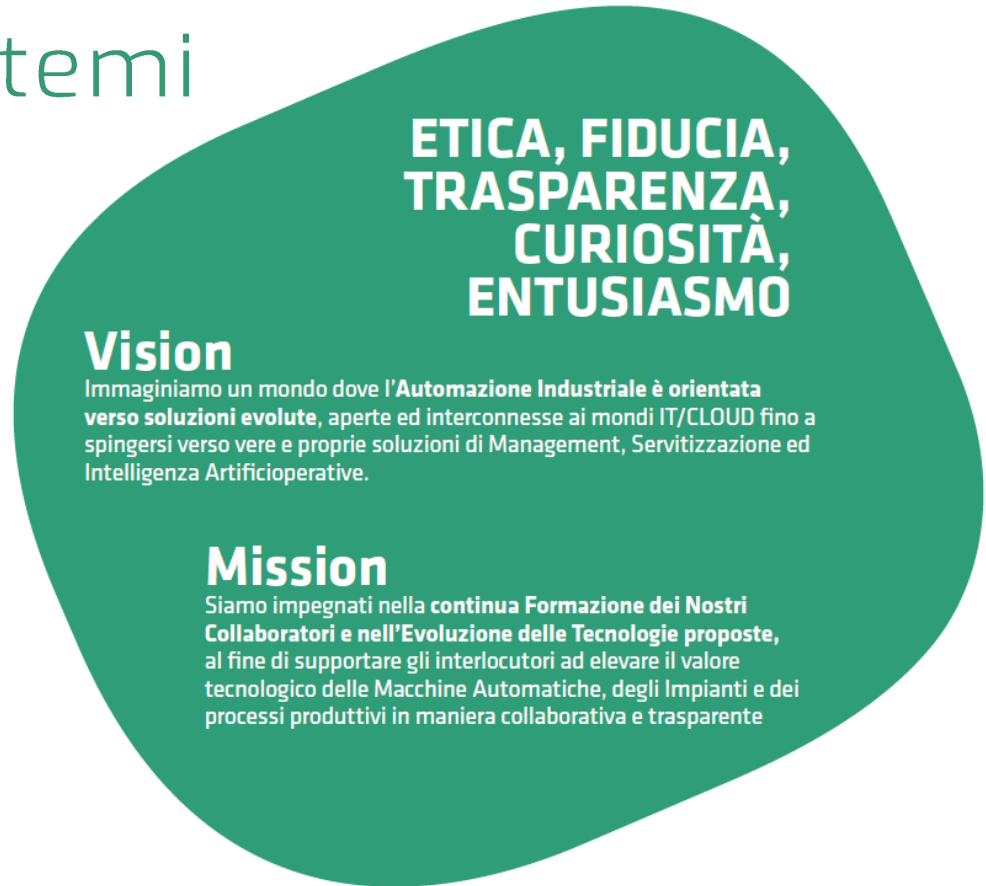 temi
ETICA, FIDUCIA,
TRASPARENZA,
CURIOSITÀ,
ENTUSIASMO
Vision
Immaginiamo un mondo dove l'Automazione Industriale è orientata
verso soluzioni evolute, aperte ed interconnesse ai mondi IT/CLOUD fino a
spingersi verso vere e proprie soluzioni di Management, Servitizzazione ed
Intelligenza Artificioperative.
Mission
Siamo impegnati nella continua Formazione dei Nostri
Collaboratori e nell'Evoluzione delle Tecnologie proposte,
al fine di supportare gli interlocutori ad elevare il valore
tecnologico delle Macchine Automatiche, degli Impianti e dei
processi produttivi in maniera collaborativa e trasparente